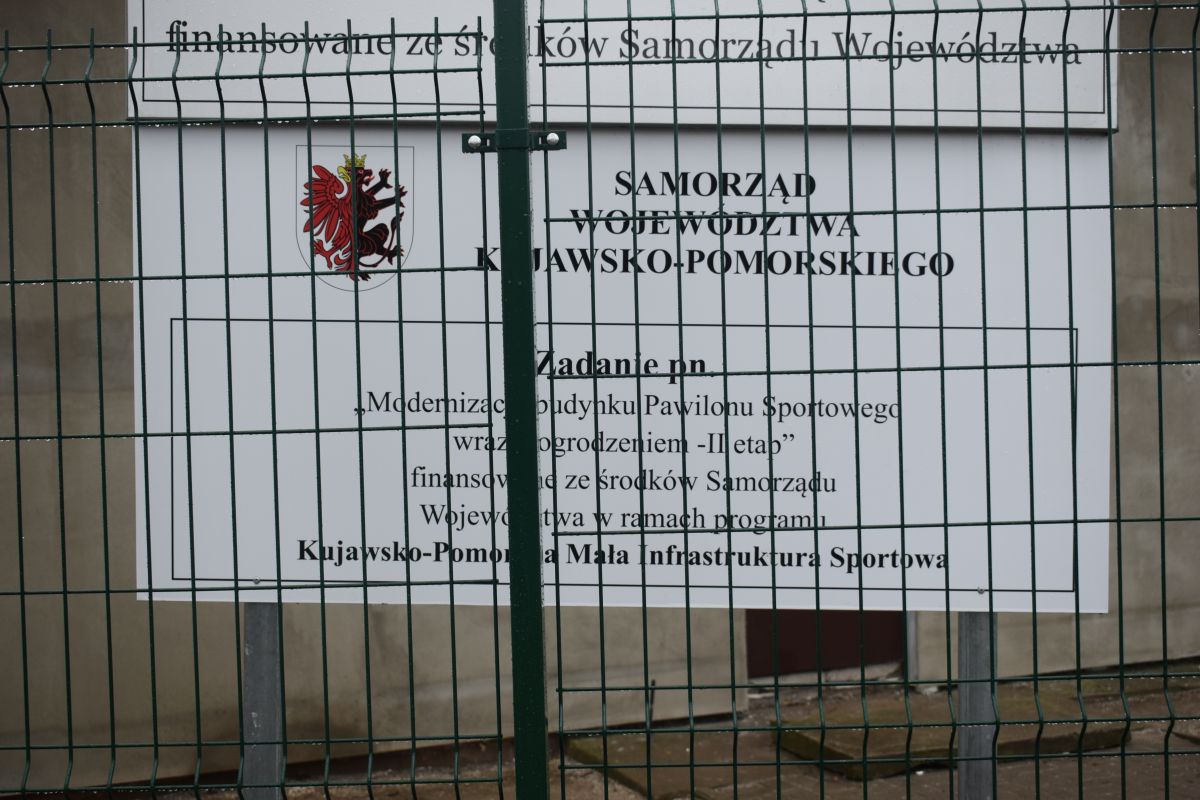 finansowane ze środków Samorządu Województwa
SAMORZĄD
WOJEWÓDZTWA
KUJAWSKO-POMORSKIEGO
Zadanie pn.
„Modernizacja budynku Pawilonu Sportowego
wraz z ogrodzeniem -II etap”
finansowane ze środków Samorządu
Województwa w ramach programu
Kujawsko-Pomorska Mała Infrastruktura Sportowa